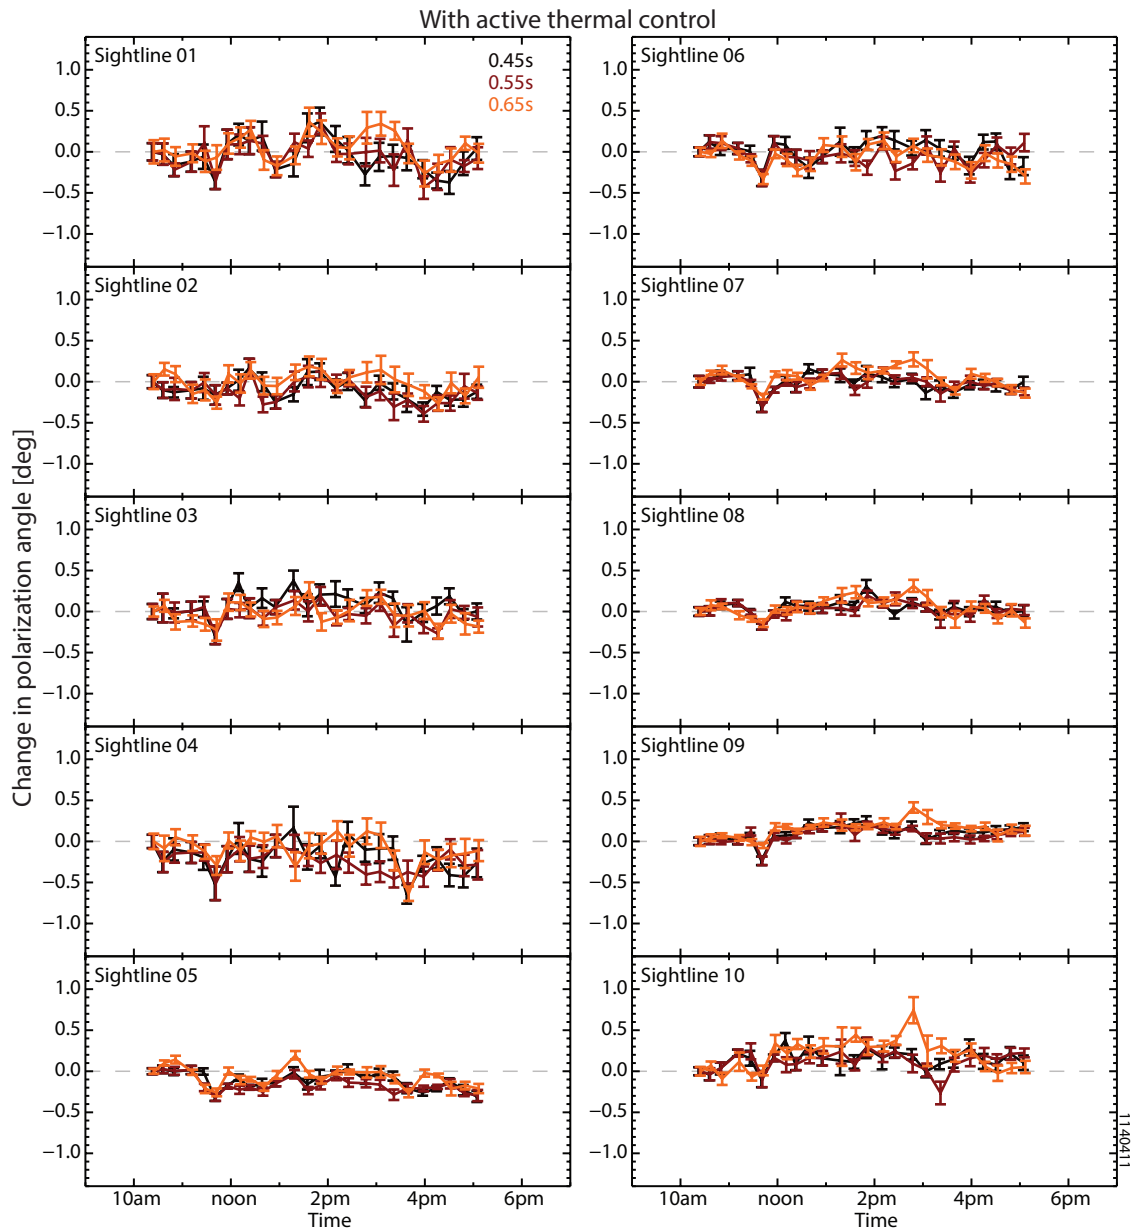 With active thermal control
Change in polarization angle [deg]
Sightline 01
0.45s
0.55s
0.65s
1.0
0.5
0.0
−0.5
−1.0
Sightline 06
1.0
0.5
0.0
−0.5
−1.0
Sightline 02
1.0
0.5
0.0
−0.5
−1.0
Sightline 07
1.0
0.5
0.0
−0.5
−1.0
Sightline 03
1.0
0.5
0.0
−0.5
−1.0
Sightline 08
1.0
0.5
0.0
−0.5
−1.0
Sightline 04
1.0
0.5
0.0
−0.5
−1.0
Sightline 09
1.0
0.5
0.0
−0.5
−1.0
Sightline 05
1.0
0.5
0.0
−0.5
−1.0
10am noon 2pm 4pm 6pm
Time
Sightline 10
1.0
0.5
0.0
−0.5
−1.0
10am noon 2pm 4pm 6pm
Time
1140411